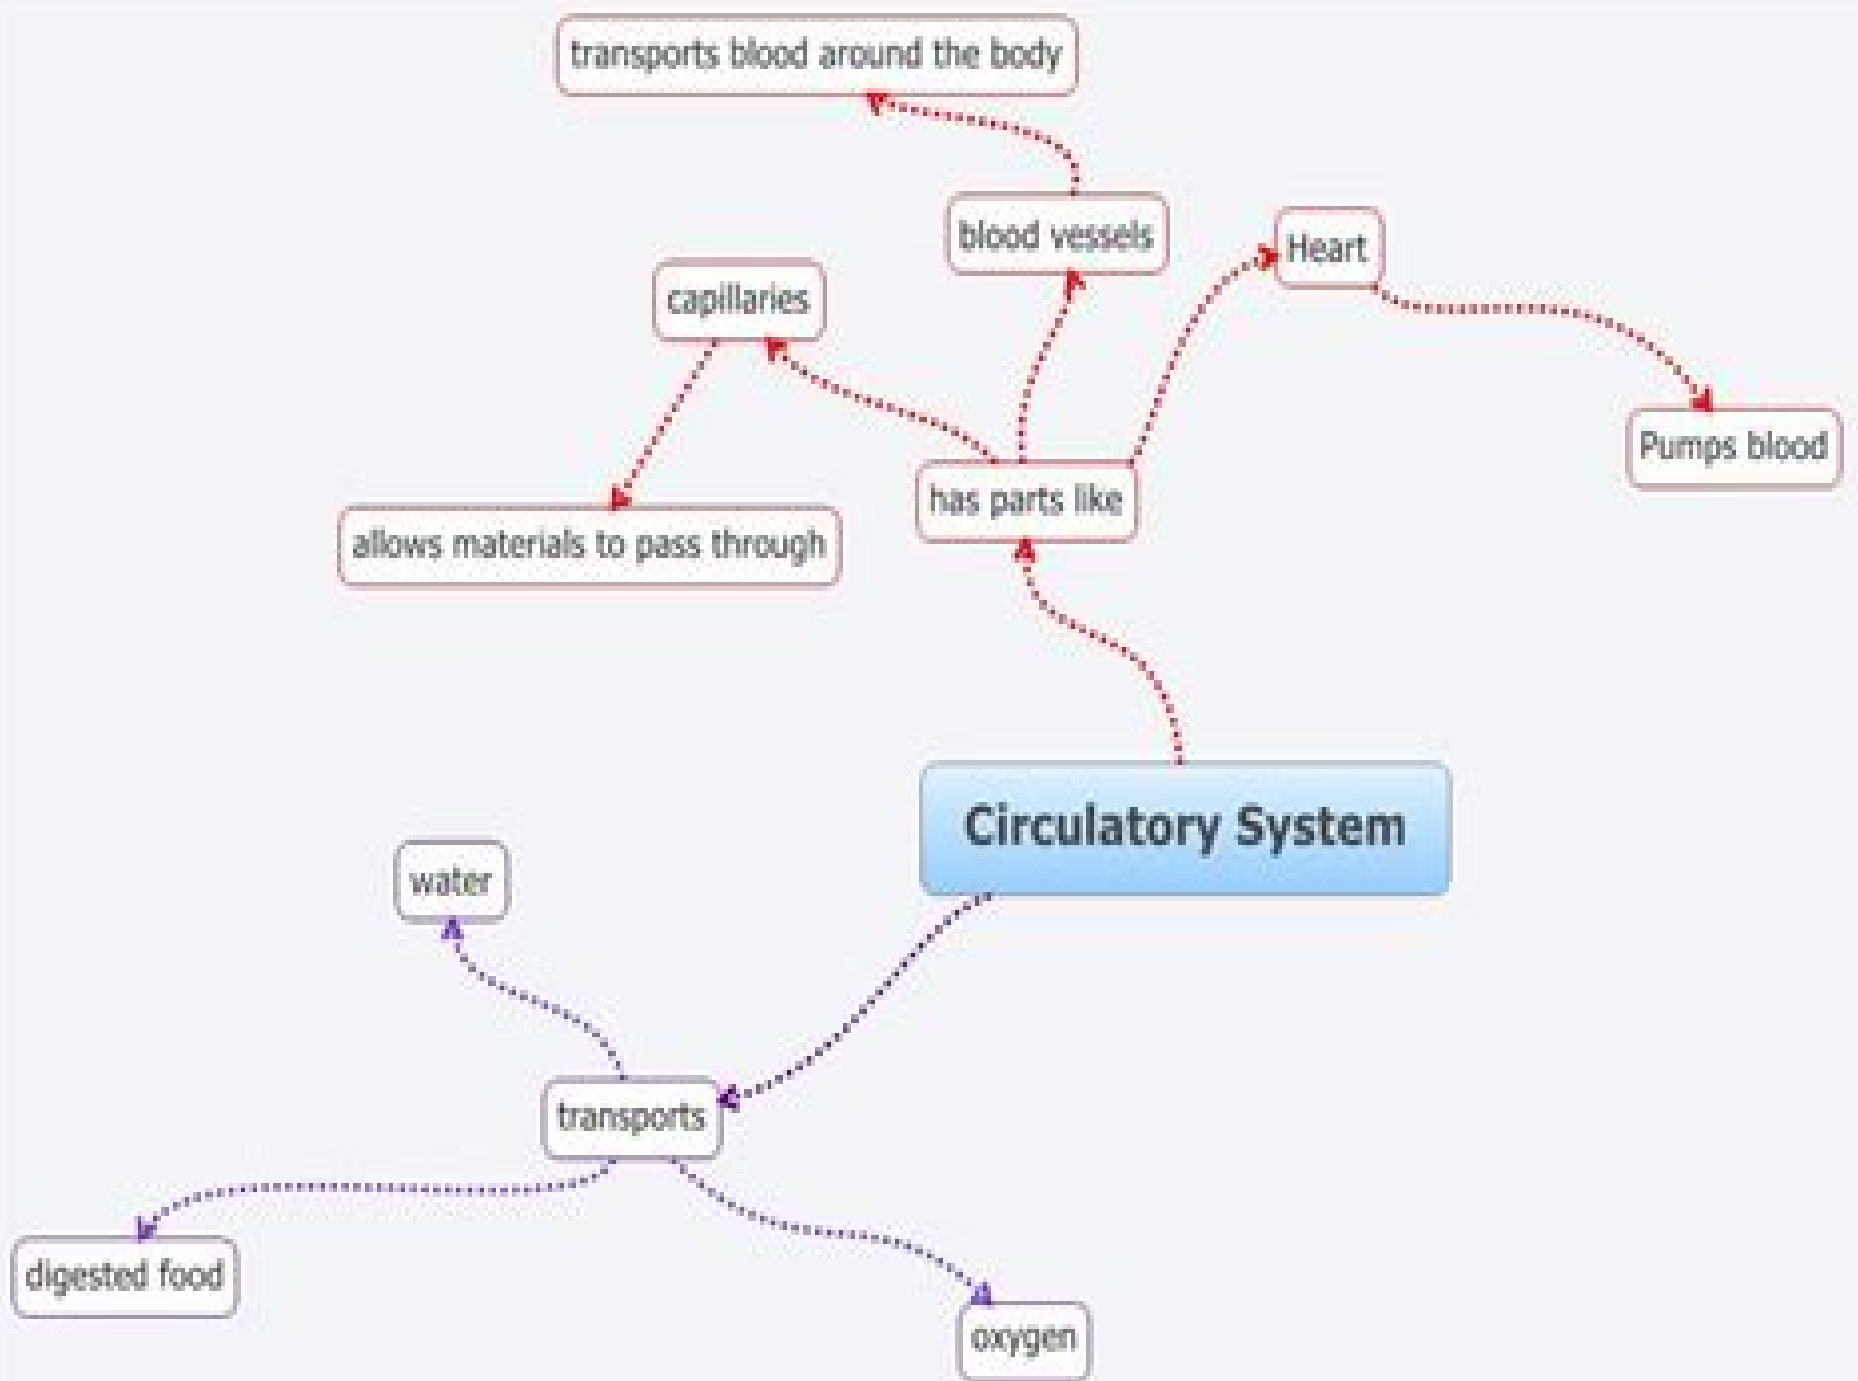 transports blood around the body
blood vessels
Heart
capillaries
Pumps blood
has parts like
allows materials to pass through
Circulatory System
water
transports
digested food
oxygen